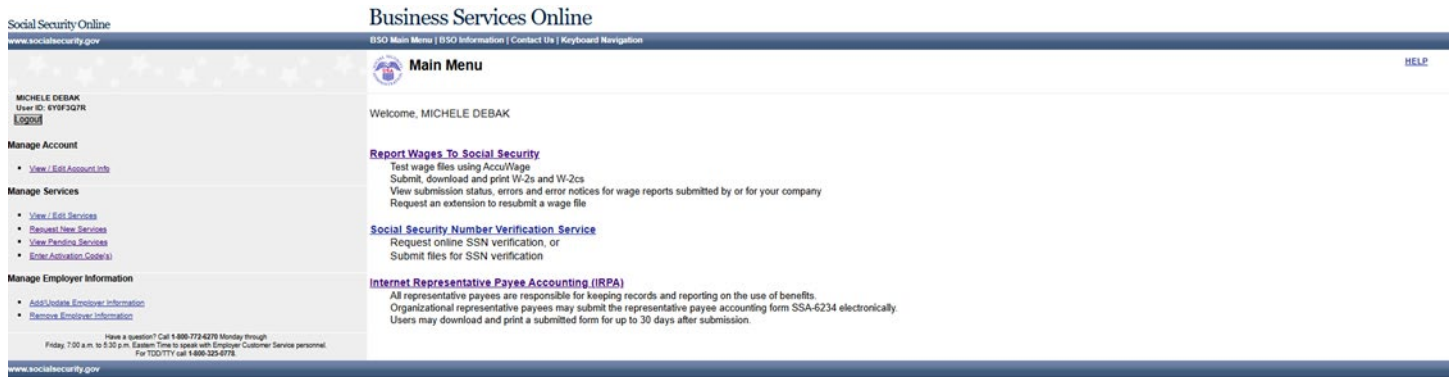 Social Security Online
Business Services Online
www.socialsecurity.gov
BSO Main Menu | BSO Information | Contact Us | Keyboard Navigation
Main Menu
HELP
MICHELE DEBAK
User ID: 6Y0F3Q7R
Logout
Welcome, MICHELE DEBAK
Manage Account
View / Edit Account Info
Manage Services
View / Edit Services
Request New Services
View Pending Services
Enter Activation Code(s)
Manage Employer Information
Add/Update Employer Information
Remove Employer Information
Have a question? Call 1-800-772-6270 Monday through
Friday, 7:00 a.m. to 5:30 p.m. Eastern Time to speak with Employer Customer Service personnel.
For TDD/TTY call 1-800-325-0778.
Report Wages To Social Security
Test wage files using AccuWage
Submit, download and print W-2s and W-2cs
View submission status, errors and error notices for wage reports submitted by or for your company
Request an extension to resubmit a wage file
Social Security Number Verification Service
Request online SSN verification, or
Submit files for SSN verification
Internet Representative Payee Accounting (IRPA)
All representative payees are responsible for keeping records and reporting on the use of benefits.
Organizational representative payees may submit the representative payee accounting form SSA-6234 electronically.
Users may download and print a submitted form for up to 30 days after submission.
www.socialsecurity.gov